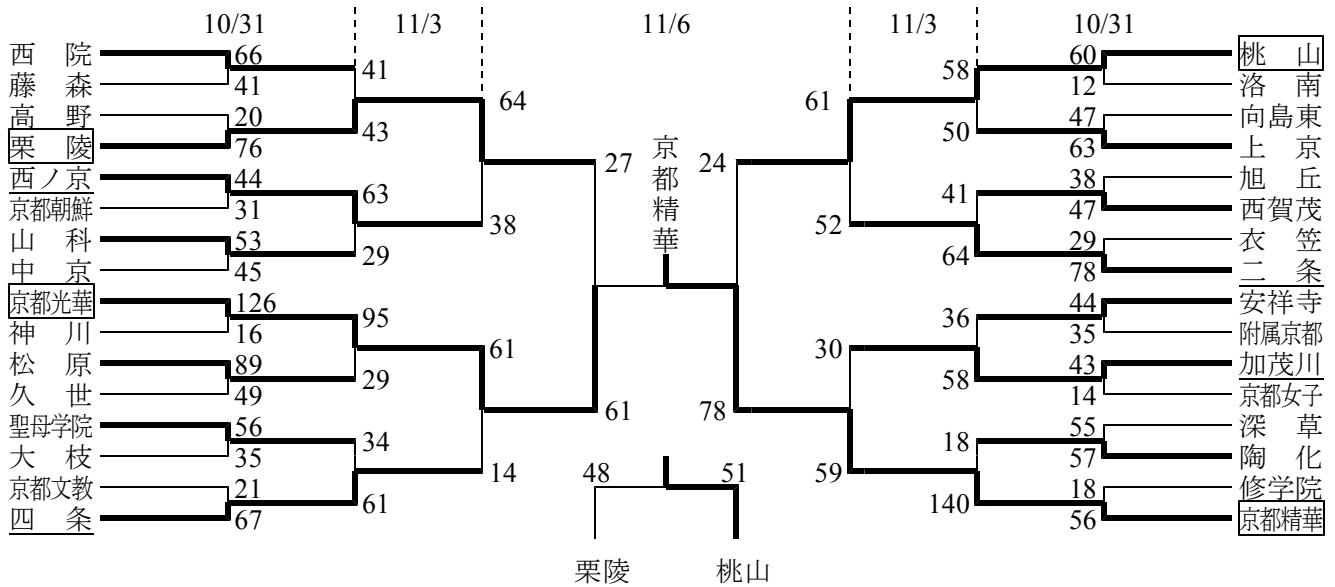 10/31 11/3 11/6 11/3 10/31
西院 66 60 桃山
41 58
藤森 41 12 洛南
64 61
高野 20 47 向島東
43 50
栗陵 76 63 上京
27 京都精華 24
西ノ京 44 38 旭丘
63 41
京都朝鮮 31 47 西賀茂
38 52
山科 53 29 衣笠
29 64
中京 45 78 二条
京都光華 126 44 安祥寺
95 36
神川 16 35 附属京都
61 30
松原 89 43 加茂川
29 58
久世 49 14 京都女子
61 78
聖母学院 56 55 深草
34 18
大枝 35 57 陶化
14 48 51 59
京都文教 21 18 修学院
61 140
四条 67 56 京都精華
栗陵 桃山